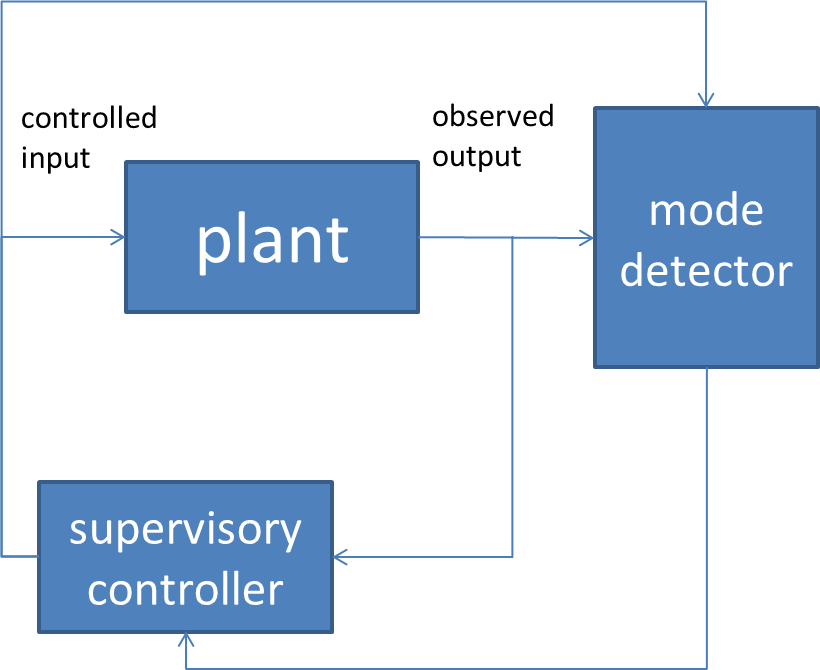 controlled
input
observed
output
plant
mode
detector
supervisory
controller